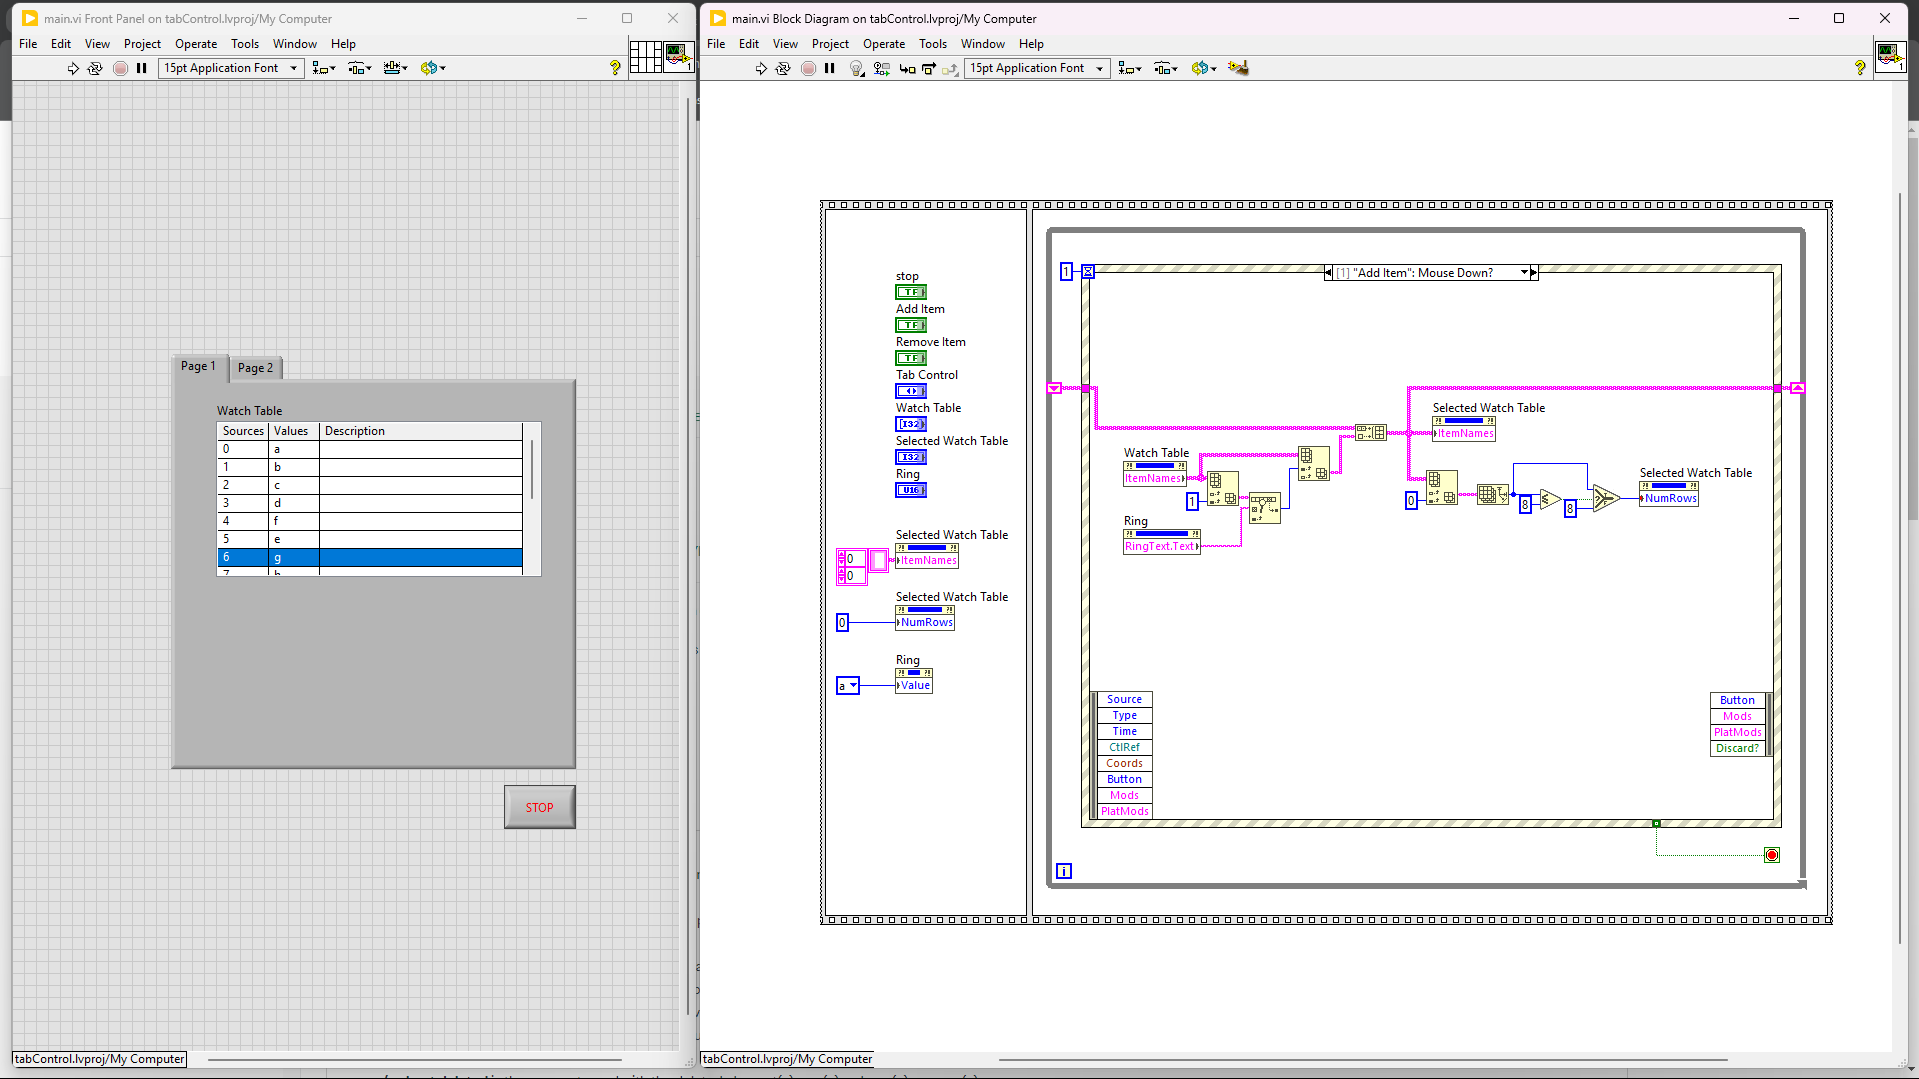 main.vi Front Panel on tabControl.lvproj/My Computer
File Edit View Project Operate Tools Window Help
15pt Application Font
1
Page 1
Page 2
Watch Table
Sources Values Description
0 a
1 b
2 c
3 d
4 f
5 e
6 g
7 h
STOP
tabControl.lvproj/My Computer
main.vi Block Diagram on tabControl.lvproj/My Computer
File Edit View Project Operate Tools Window Help
15pt Application Font
1
stop
TF
Add Item
TF
Remove Item
TF
Tab Control
Watch Table
I32
Selected Watch Table
I32
Ring
U16
Selected Watch Table
ItemNames
0
0
Selected Watch Table
0
NumRows
Ring
a
Value
1
[1] "Add Item": Mouse Down?
Selected Watch Table
ItemNames
Watch Table
ItemNames
1
Ring
RingText.Text
0
8
8
Selected Watch Table
NumRows
Source
Type
Time
CtlRef
Coords
Button
Mods
PlatMods
Button
Mods
PlatMods
Discard?
i
tabControl.lvproj/My Computer